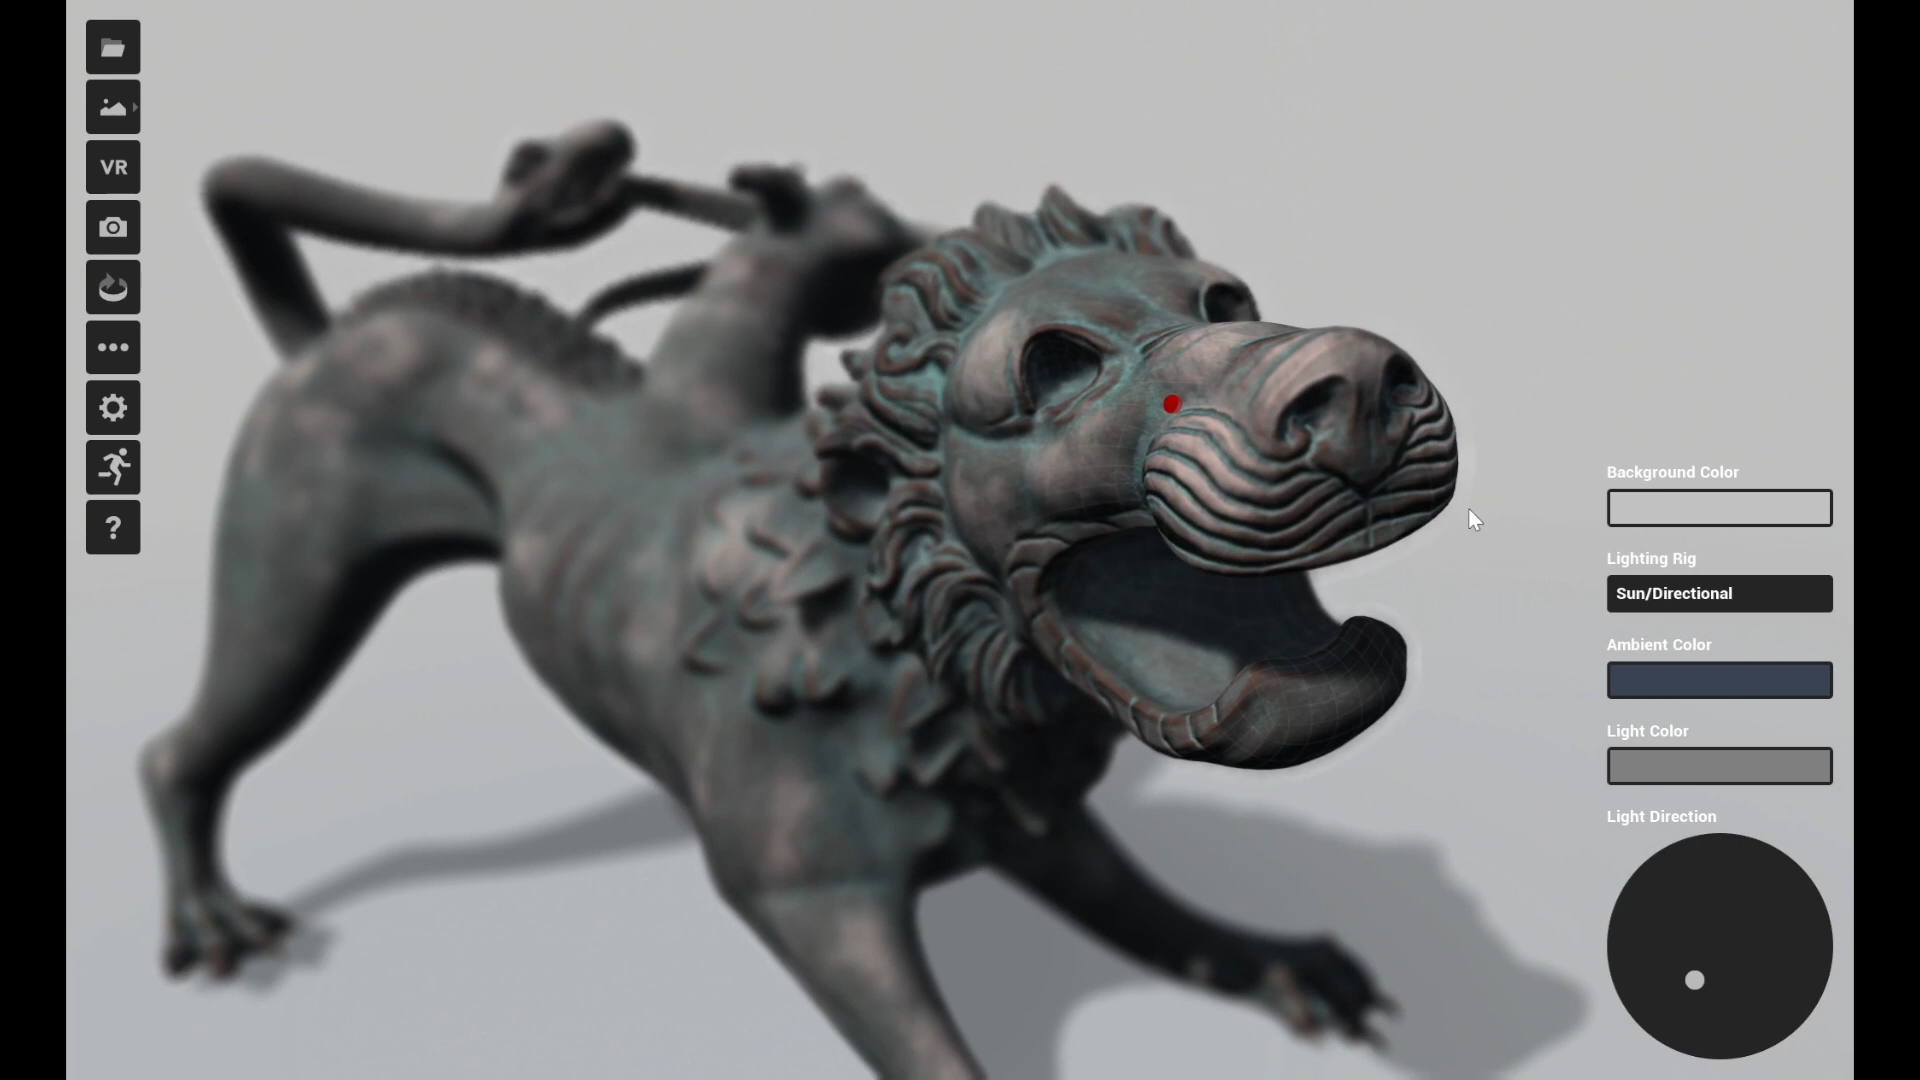 VR
?
Background Color
Lighting Rig
Sun/Directional
Ambient Color
Light Color
Light Direction